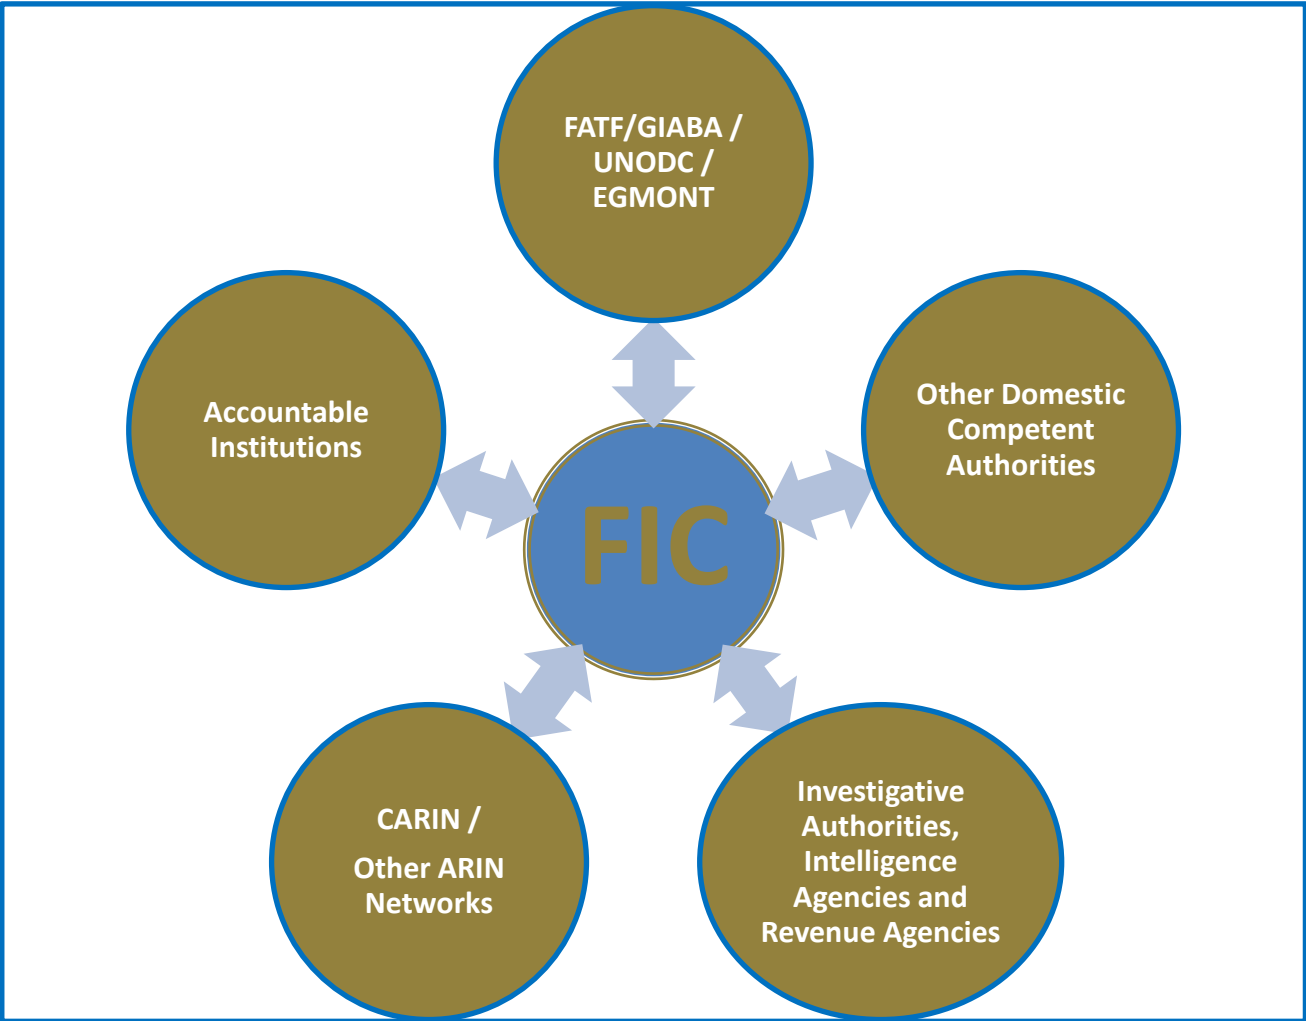 FATF/GIABA /
UNODC /
EGMONT
Accountable
Institutions
Other Domestic
Competent
Authorities
FIC
CARIN /
Other ARIN
Networks
Investigative
Authorities,
Intelligence
Agencies and
Revenue Agencies